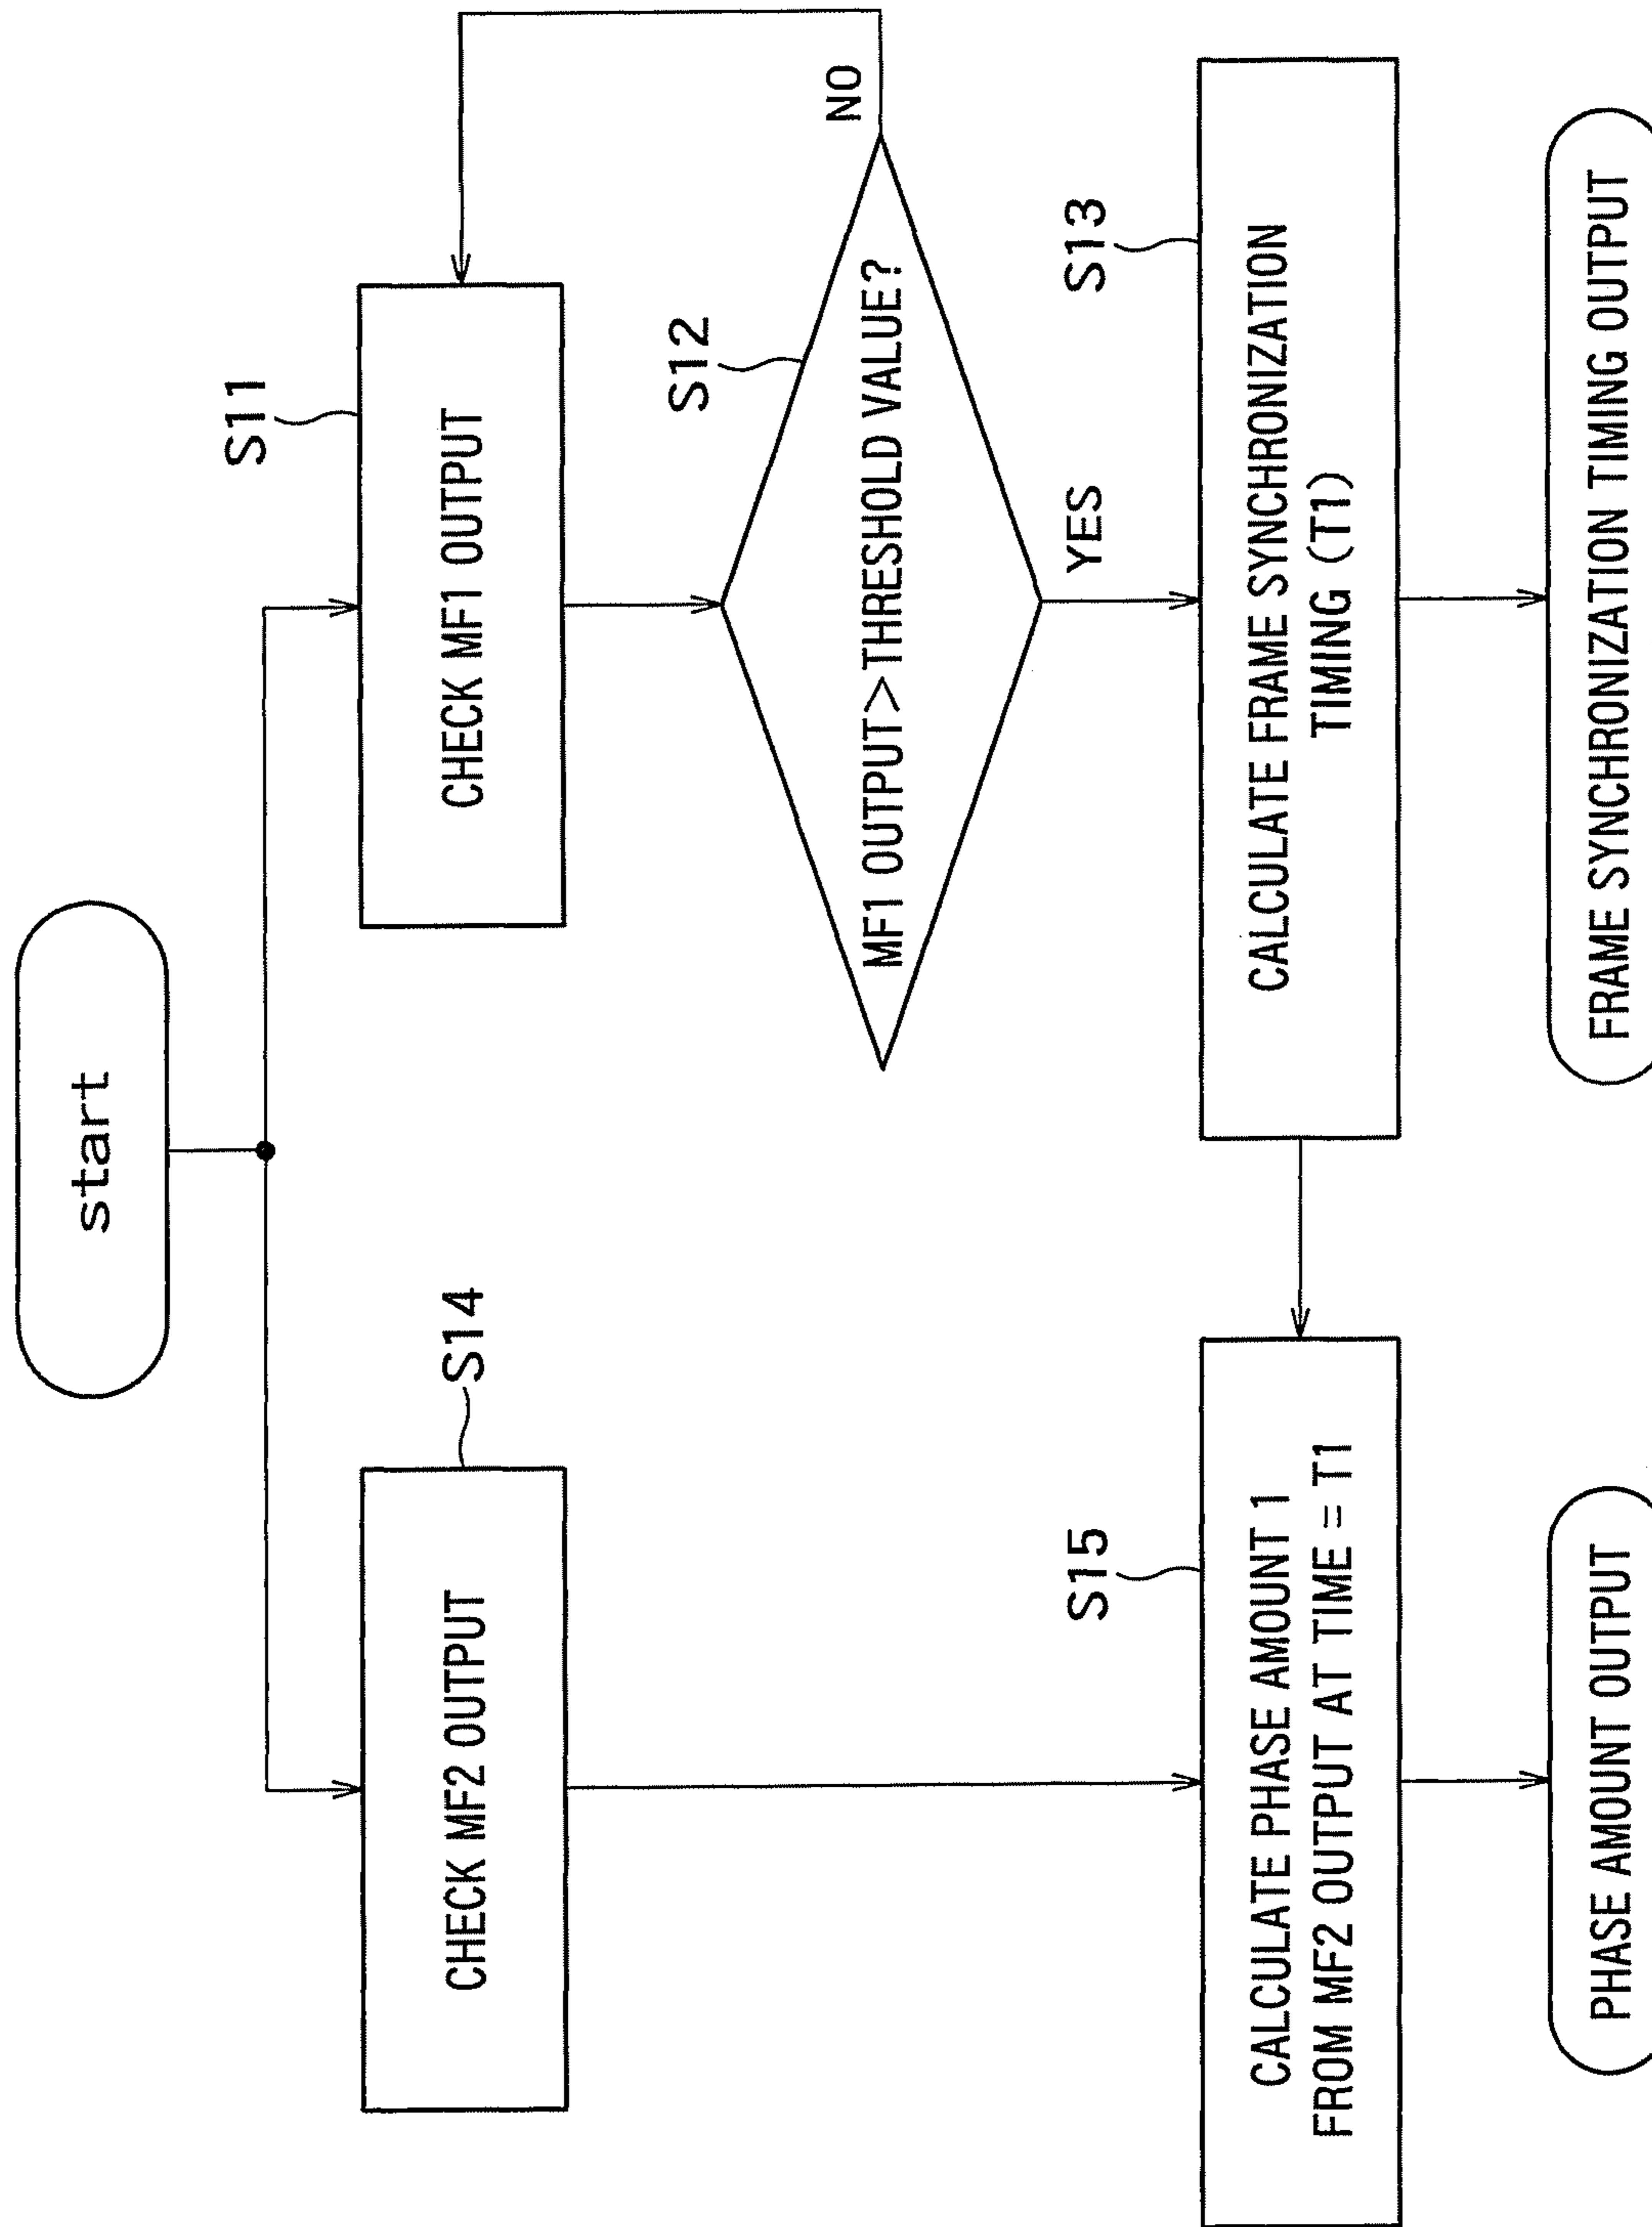 start
S11
CHECK MF1 OUTPUT
S12
MF1 OUTPUT>THRESHOLD VALUE?
NO
YES
S13
CALCULATE FRAME SYNCHRONIZATION
TIMING (T1)
FRAME SYNCHRONIZATION TIMING OUTPUT
S14
CHECK MF2 OUTPUT
S15
CALCULATE PHASE AMOUNT 1
FROM MF2 OUTPUT AT TIME = T1
PHASE AMOUNT OUTPUT